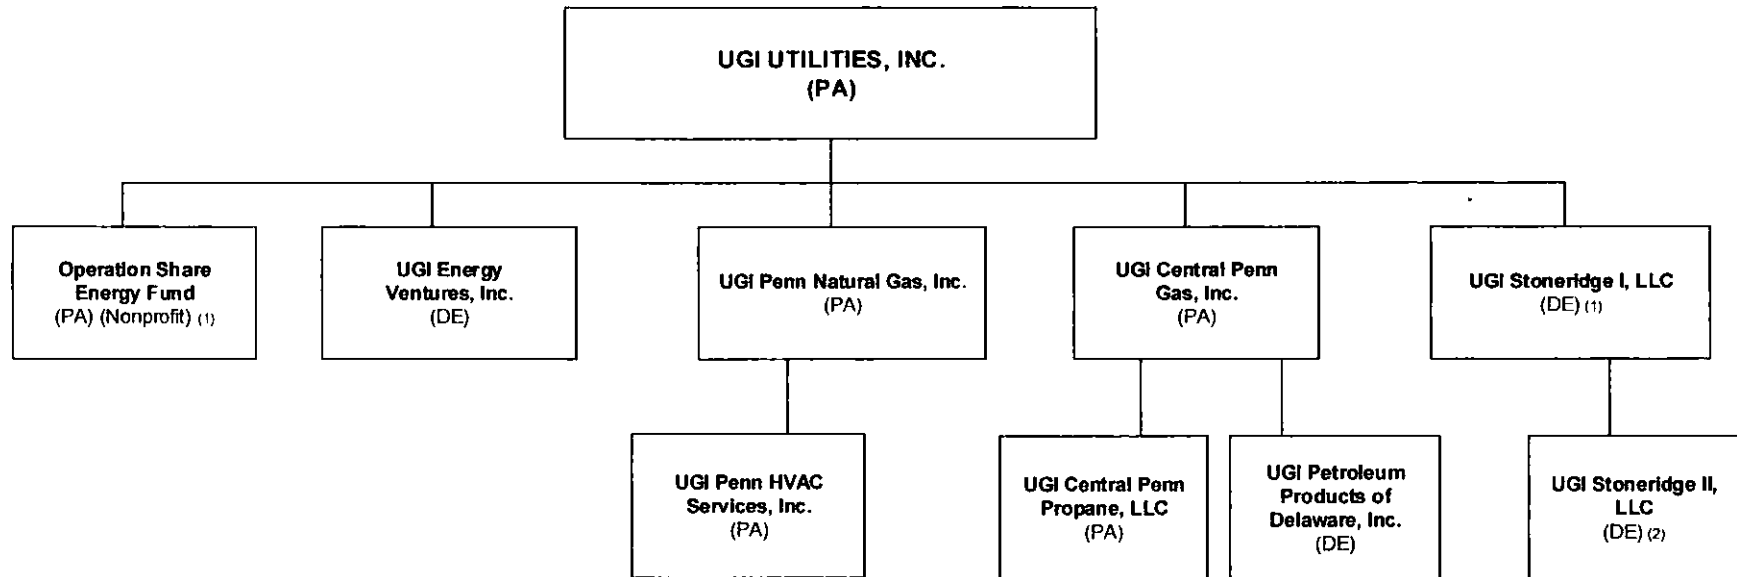 UGI UTILITIES, INC.
(PA)
Operation Share
Energy Fund
(PA) (Nonprofit) (1)
UGI Energy
Ventures, Inc.
(DE)
UGI Penn Natural Gas, Inc.
(PA)
UGI Central Penn
Gas, Inc.
(PA)
UGI Stoneridge I, LLC
(DE) (1)
UGI Penn HVAC
Services, Inc.
(PA)
UGI Central Penn
Propane, LLC
(PA)
UGI Petroleum
Products of
Delaware, Inc.
(DE)
UGI Stoneridge II,
LLC
(DE) (2)